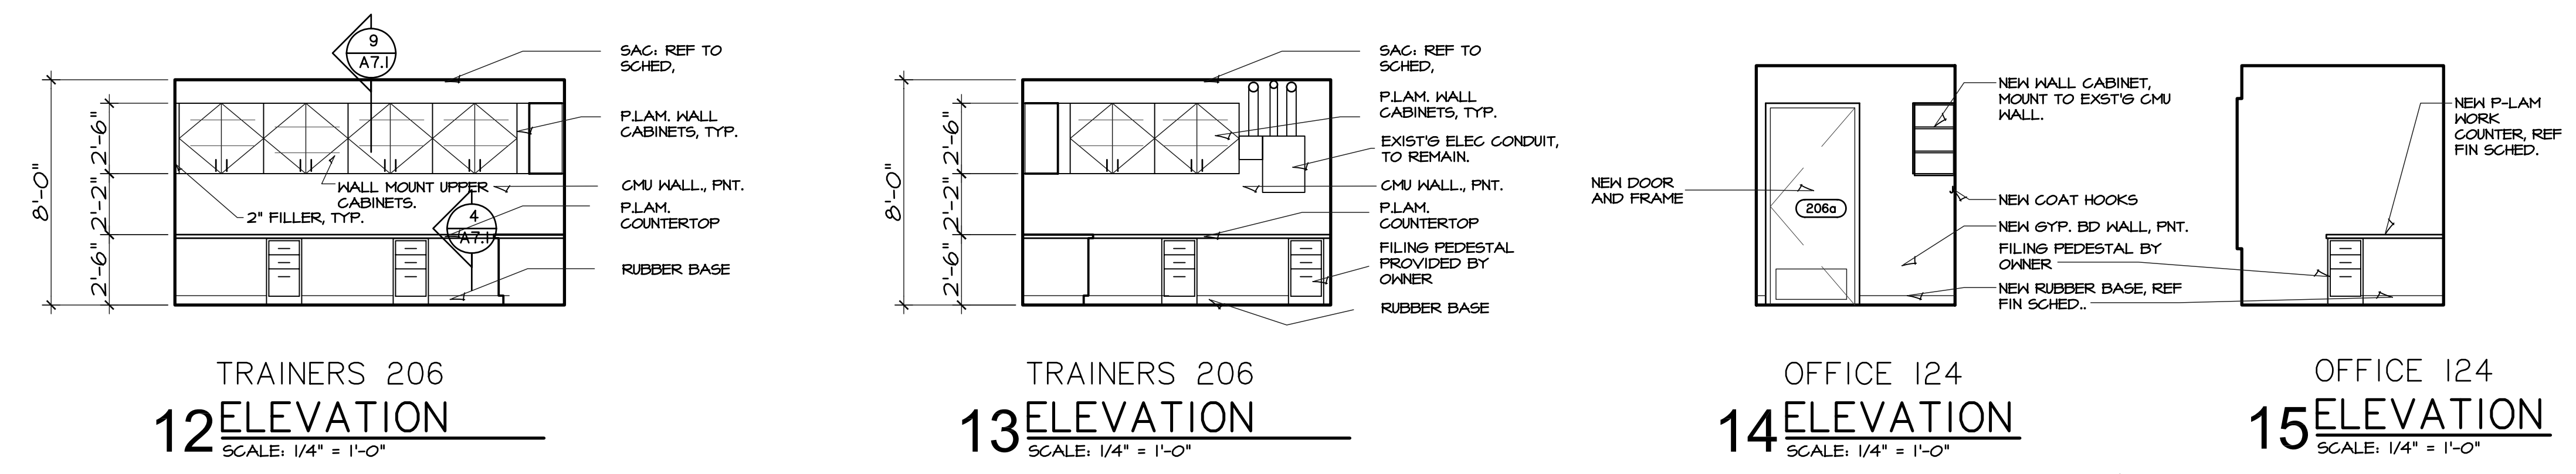 9
A7.1
SAC: REF TO
SCHED,
P.LAM. WALL
CABINETS, TYP.
CMU WALL., PNT.
P.LAM.
COUNTERTOP
RUBBER BASE
WALL MOUNT UPPER
CABINETS.
2" FILLER, TYP.
4
A7.1
8'-0"
2'-6"
2'-2"
2'-6"
TRAINERS 206
12 ELEVATION
SCALE: 1/4" = 1'-0"
SAC: REF TO
SCHED,
P.LAM. WALL
CABINETS, TYP.
EXIST'G ELEC CONDUIT,
TO REMAIN.
CMU WALL., PNT.
P.LAM.
COUNTERTOP
FILING PEDESTAL
PROVIDED BY
OWNER
RUBBER BASE
8'-0"
2'-6"
2'-2"
2'-6"
TRAINERS 206
13 ELEVATION
SCALE: 1/4" = 1'-0"
NEW DOOR
AND FRAME
206a
NEW WALL CABINET,
MOUNT TO EXST'G CMU
WALL.
NEW COAT HOOKS
NEW GYP. BD WALL, PNT.
FILING PEDESTAL BY
OWNER
NEW RUBBER BASE, REF
FIN SCHED..
OFFICE 124
14 ELEVATION
SCALE: 1/4" = 1'-0"
NEW P-LAM
WORK
COUNTER, REF
FIN SCHED.
OFFICE 124
15 ELEVATION
SCALE: 1/4" = 1'-0"